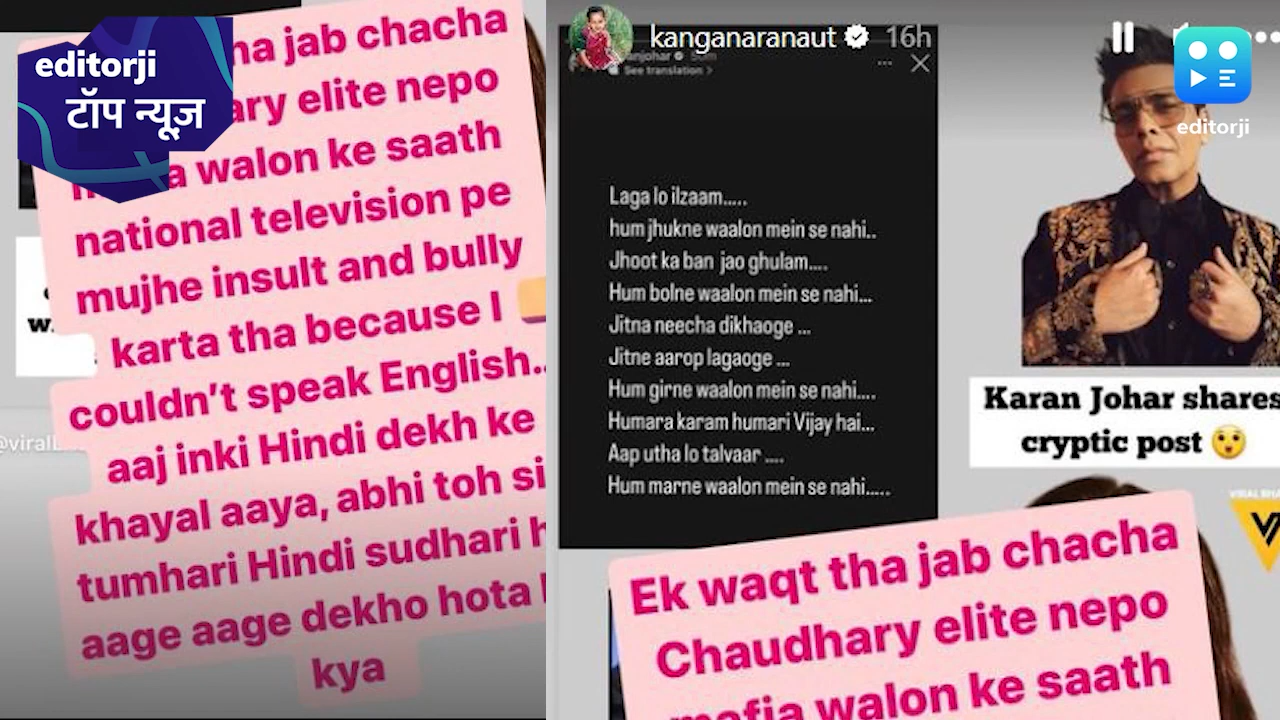 editorji
टॉप न्यूज़
tha jab chacha
elite nepo
walon ke saath
national television pe
mujhe insult and bully
karta tha because I
couldn't speak English..
aaj inki Hindi dekh ke
khayal aaya, abhi toh
tumhari Hindi sudhari
aage aage dekho hota
kya
kanganaranaut 16h
See translation >
Laga lo ilzaam.....
hum jhukne waalon mein se nahi..
Jhoot ka ban jao ghulam....
Hum bolne waalon mein se nahi...
Jitna neecha dikhaoge ...
Jitne aarop lagaoge ...
Hum girne waalon mein se nahi....
Humara karam humari Vijay hai...
Aap utha lo talvaar ....
Hum marne waalon mein se nahi.....
editorji
Karan Johar shares
cryptic post 😲
Ek waqt tha jab chacha
Chaudhary elite nepo
mafia walon ke saath